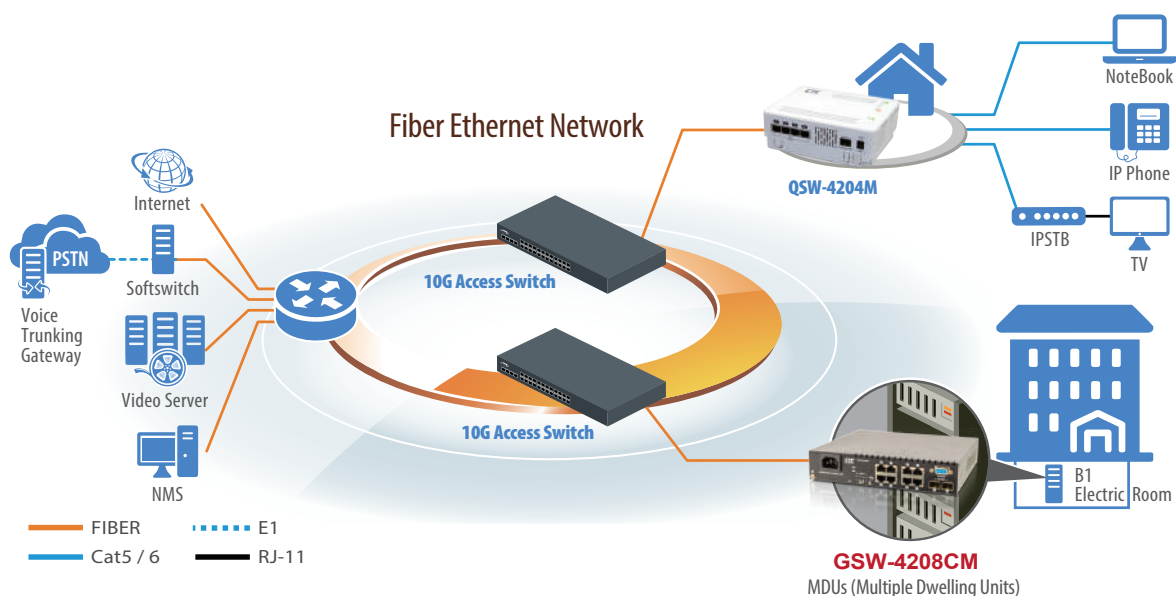 Fiber Ethernet Network
Internet
PSTN
Softswitch
Voice
Trunking
Gateway
Video Server
NMS
10G Access Switch
10G Access Switch
QSW-4204M
NoteBook
IP Phone
IPSTB
TV
B1
Electric Room
GSW-4208CM
MDUs (Multiple Dwelling Units)
FIBER
E1
Cat5 / 6
RJ-11